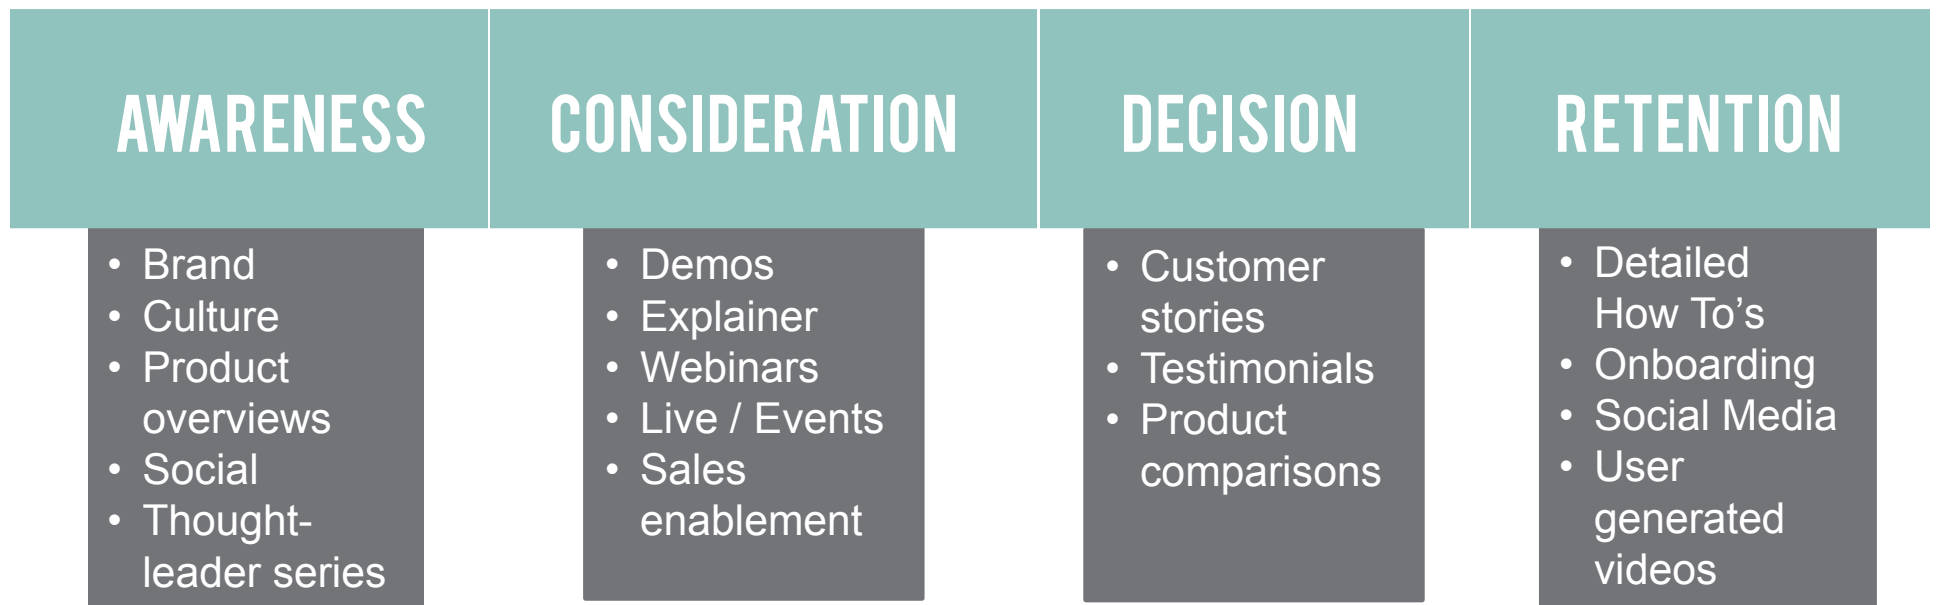 AWARENESS
CONSIDERATION
DECISION
RETENTION
• Brand
• Culture
• Product
overviews
• Social
• Thought-
leader series
• Demos
• Explainer
• Webinars
• Live / Events
• Sales
enablement
• Customer
stories
• Testimonials
• Product
comparisons
• Detailed
How To’s
• Onboarding
• Social Media
• User
generated
videos